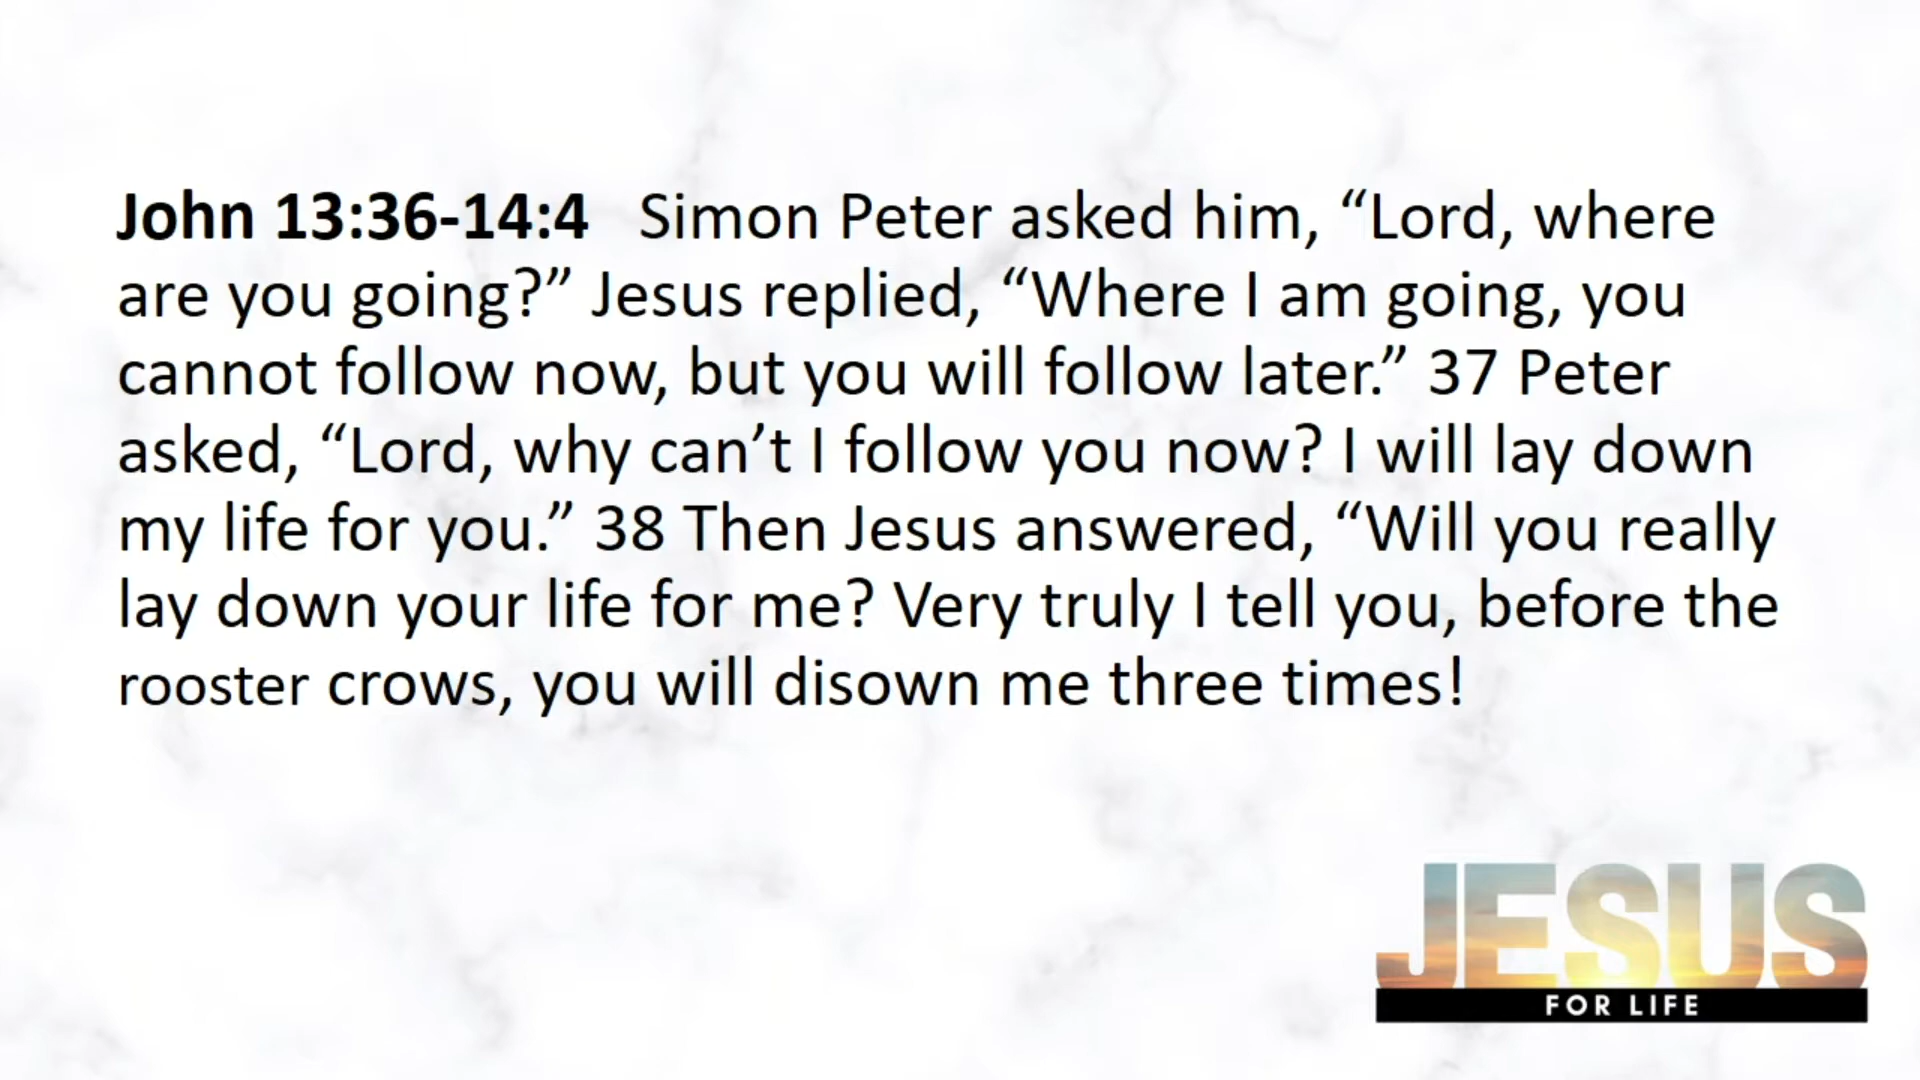 John 13:36-14:4 Simon Peter asked him, “Lord, where
are you going?” Jesus replied, “Where I am going, you
cannot follow now, but you will follow later.” 37 Peter
asked, “Lord, why can’t I follow you now? I will lay down
my life for you.” 38 Then Jesus answered, “Will you really
lay down your life for me? Very truly I tell you, before the
rooster crows, you will disown me three times!
JESUS
FOR LIFE